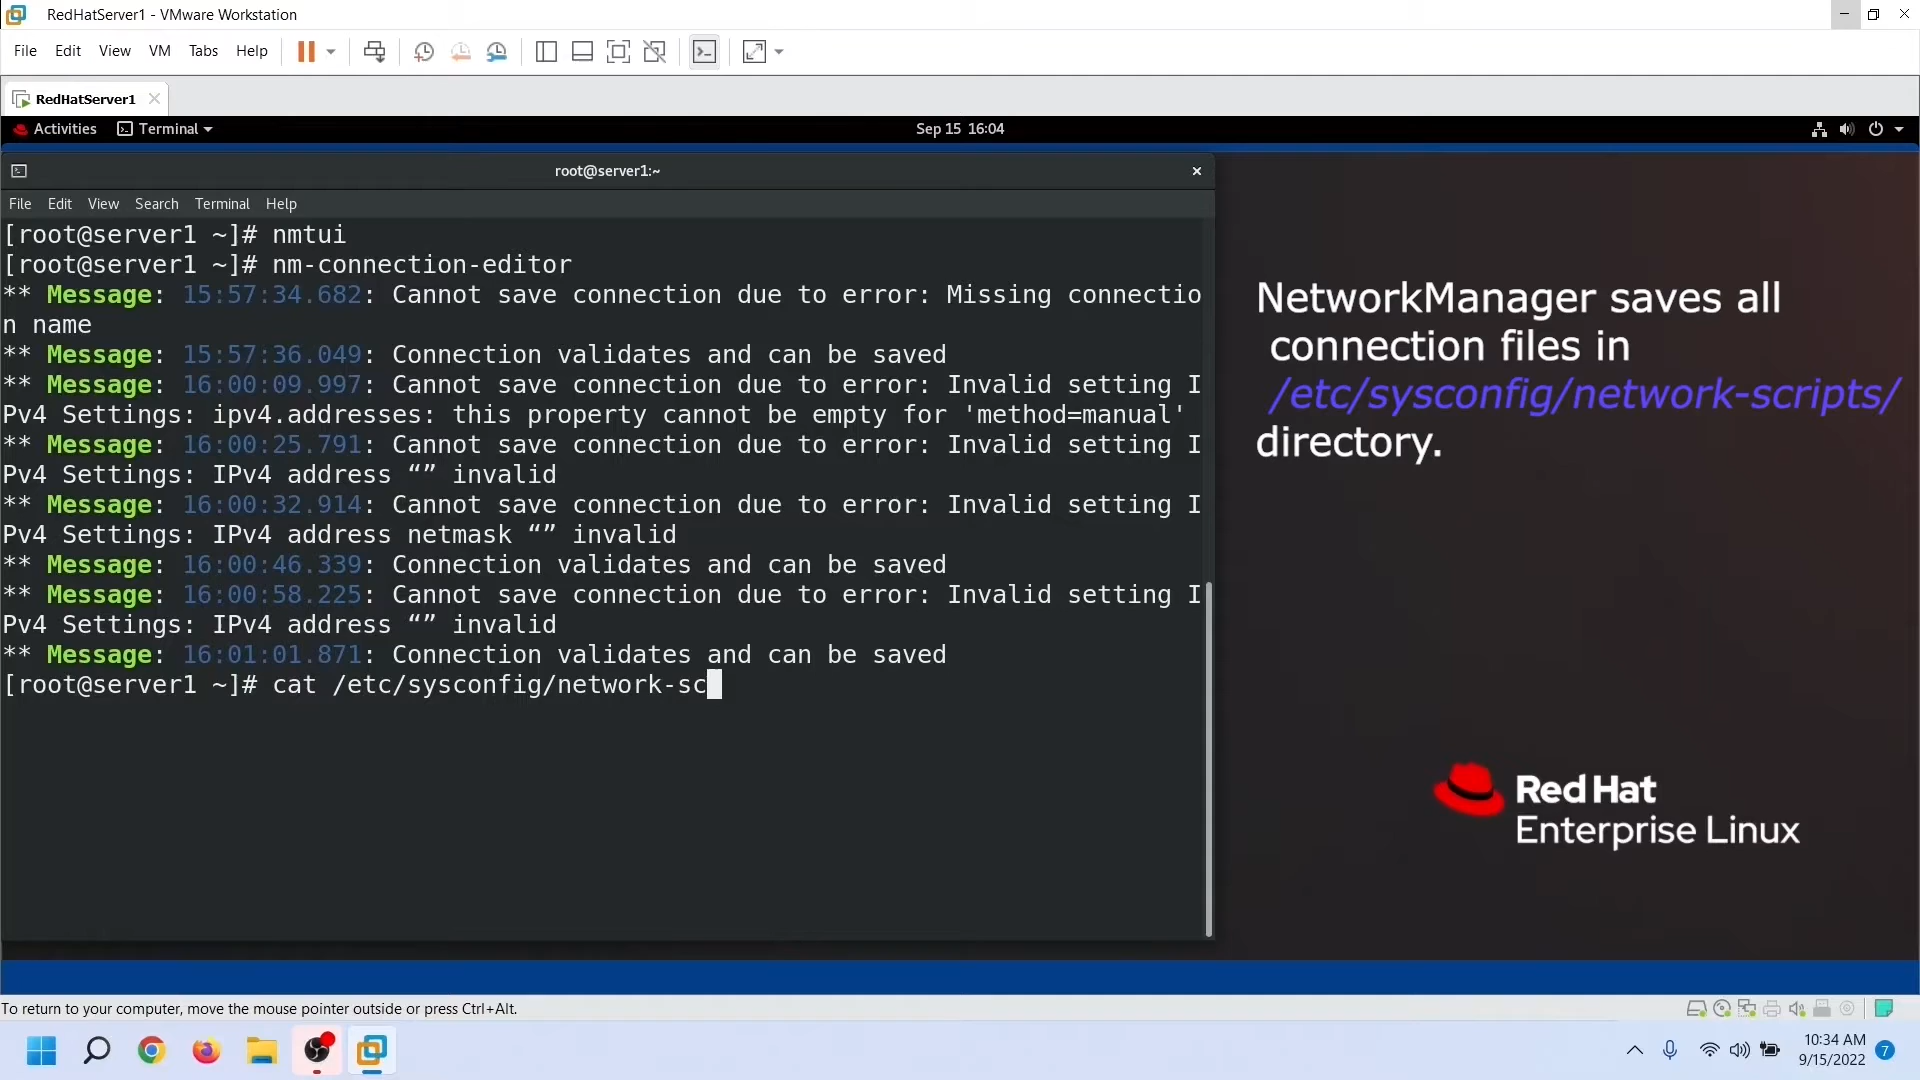 RedHatServer1 - VMware Workstation
File Edit View VM Tabs Help
RedHatServer1
Activities Terminal Sep 15 16:04
root@server1:~
File Edit View Search Terminal Help
[root@server1 ~]# nmtui
[root@server1 ~]# nm-connection-editor
** Message: 15:57:34.682: Cannot save connection due to error: Missing connectio
n name
** Message: 15:57:36.049: Connection validates and can be saved
** Message: 16:00:09.997: Cannot save connection due to error: Invalid setting I
Pv4 Settings: ipv4.addresses: this property cannot be empty for 'method=manual'
** Message: 16:00:25.791: Cannot save connection due to error: Invalid setting I
Pv4 Settings: IPv4 address “” invalid
** Message: 16:00:32.914: Cannot save connection due to error: Invalid setting I
Pv4 Settings: IPv4 address netmask “” invalid
** Message: 16:00:46.339: Connection validates and can be saved
** Message: 16:00:58.225: Cannot save connection due to error: Invalid setting I
Pv4 Settings: IPv4 address “” invalid
** Message: 16:01:01.871: Connection validates and can be saved
[root@server1 ~]# cat /etc/sysconfig/network-sc
NetworkManager saves all
connection files in
/etc/sysconfig/network-scripts/
directory.
Red Hat
Enterprise Linux
To return to your computer, move the mouse pointer outside or press Ctrl+Alt.
10:34 AM
9/15/2022
7